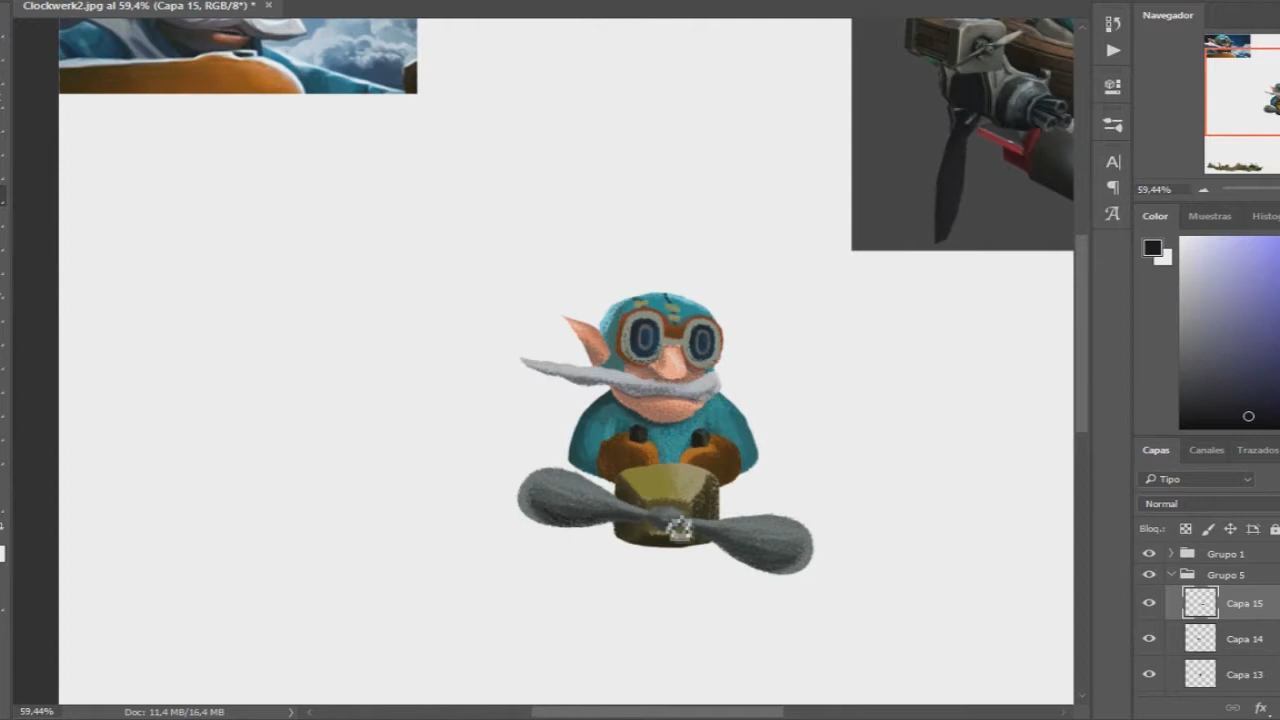 Clockwerk2.jpg al 59,4% (Capa 15, RGB/8*) * ×
Navegador
59,44%
Color Muestras Histo
Capas Canales Trazados
Tipo
Normal
Bloq.:
Grupo 1
Grupo 5
Capa 15
Capa 14
Capa 13
fx
59,44% Doc: 11,4 MB/16,4 MB